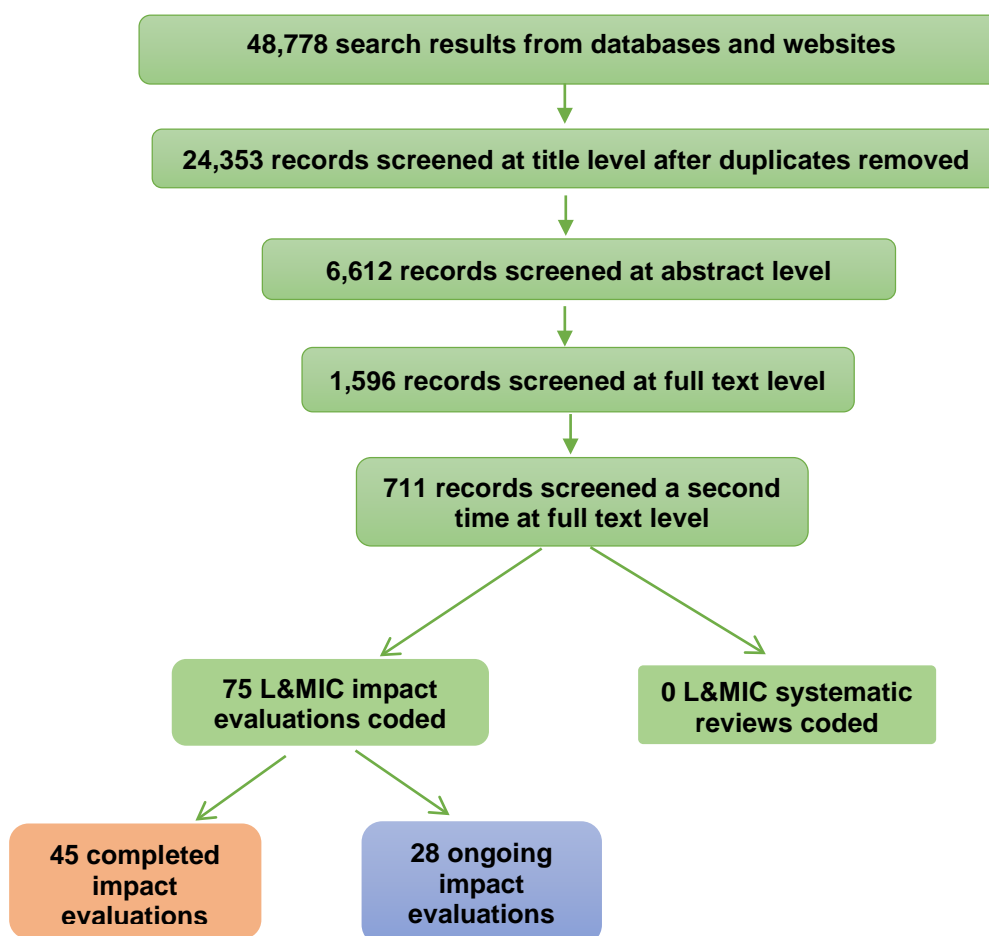 48,778 search results from databases and websites
24,353 records screened at title level after duplicates removed
6,612 records screened at abstract level
1,596 records screened at full text level
711 records screened a second
time at full text level
75 L&MIC impact
evaluations coded
0 L&MIC systematic
reviews coded
45 completed
impact
evaluations
28 ongoing
impact
evaluations